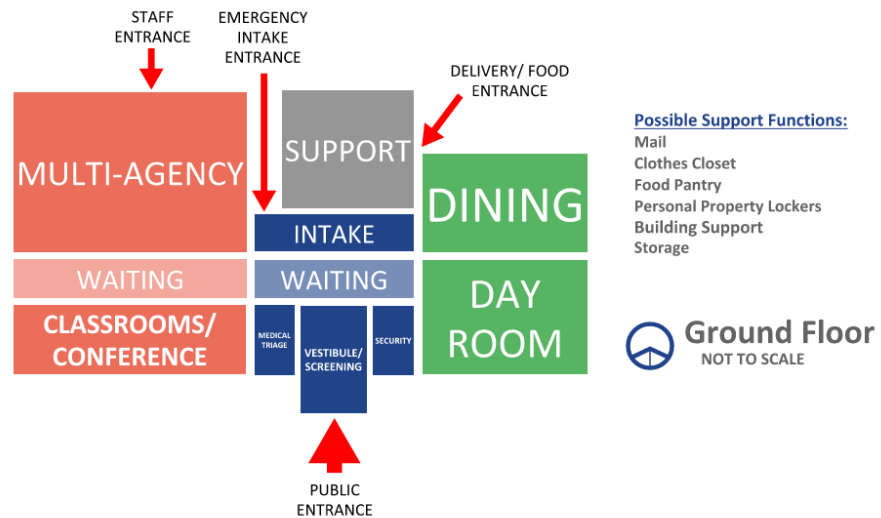 STAFF
ENTRANCE
EMERGENCY
INTAKE
ENTRANCE
DELIVERY/ FOOD
ENTRANCE
MULTI-AGENCY
SUPPORT
DINING
INTAKE
WAITING
WAITING
CLASSROOMS/
CONFERENCE
MEDICAL
TRIAGE
VESTIBULE/
SCREENING
SECURITY
DAY
ROOM
PUBLIC
ENTRANCE
Possible Support Functions:
Mail
Clothes Closet
Food Pantry
Personal Property Lockers
Building Support
Storage
Ground Floor
NOT TO SCALE